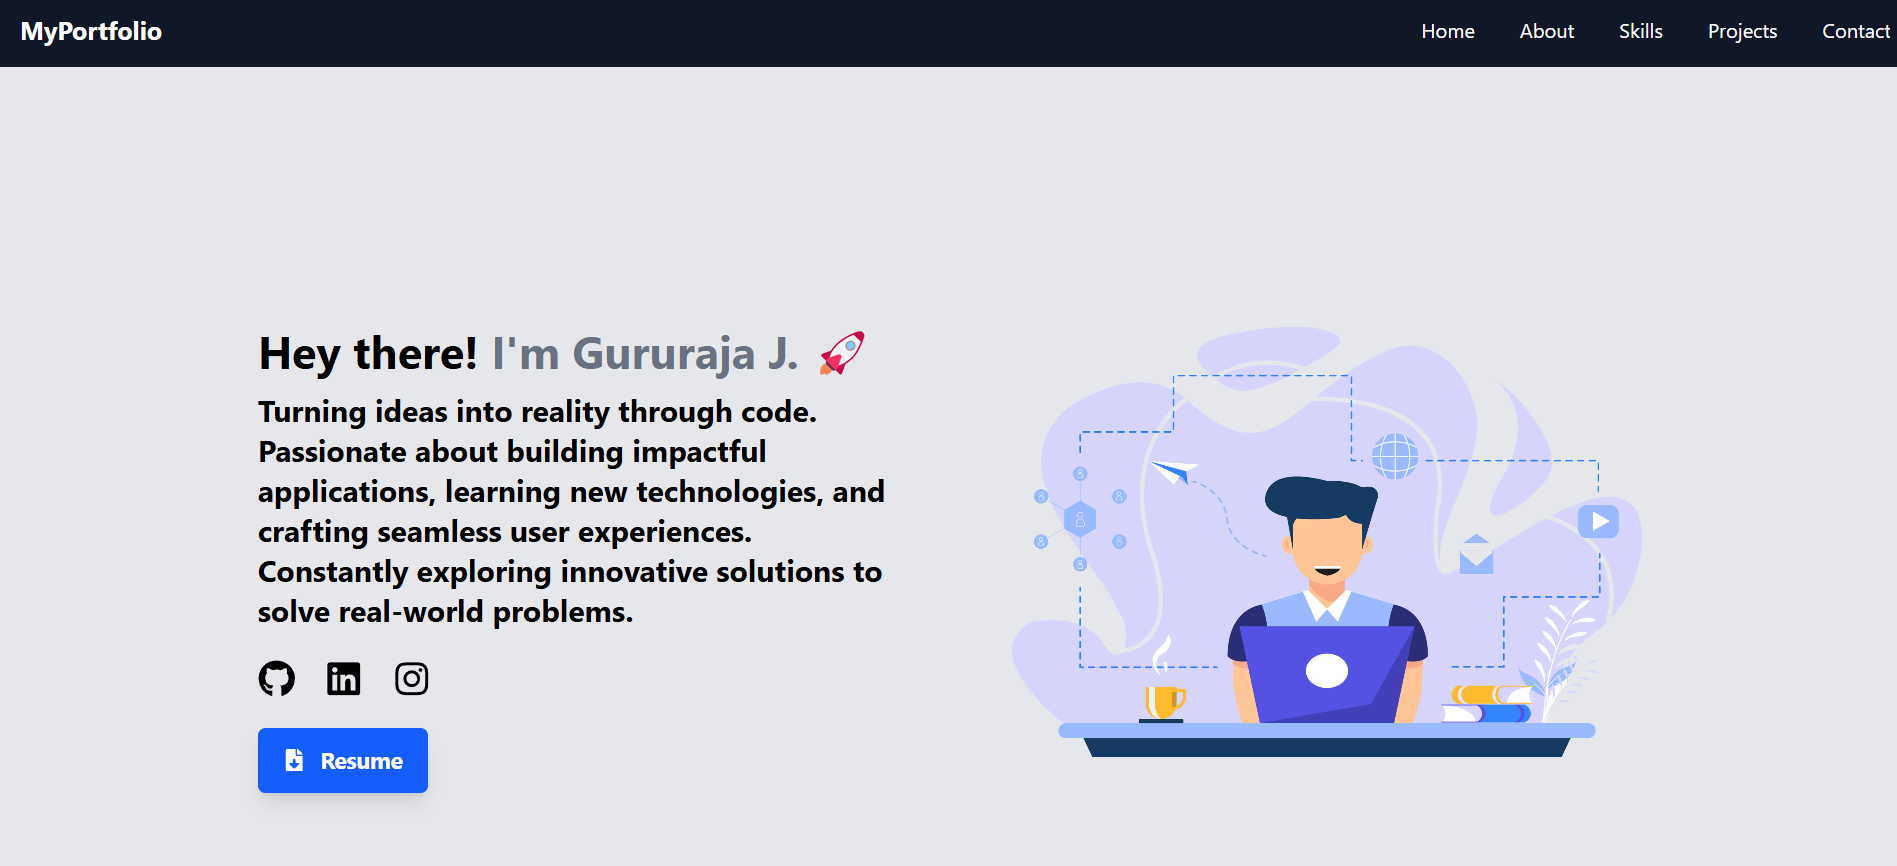 MyPortfolio
Home About Skills Projects Contact
Hey there! I'm Gururaja J. 🚀
Turning ideas into reality through code.
Passionate about building impactful
applications, learning new technologies, and
crafting seamless user experiences.
Constantly exploring innovative solutions to
solve real-world problems.
in
Resume